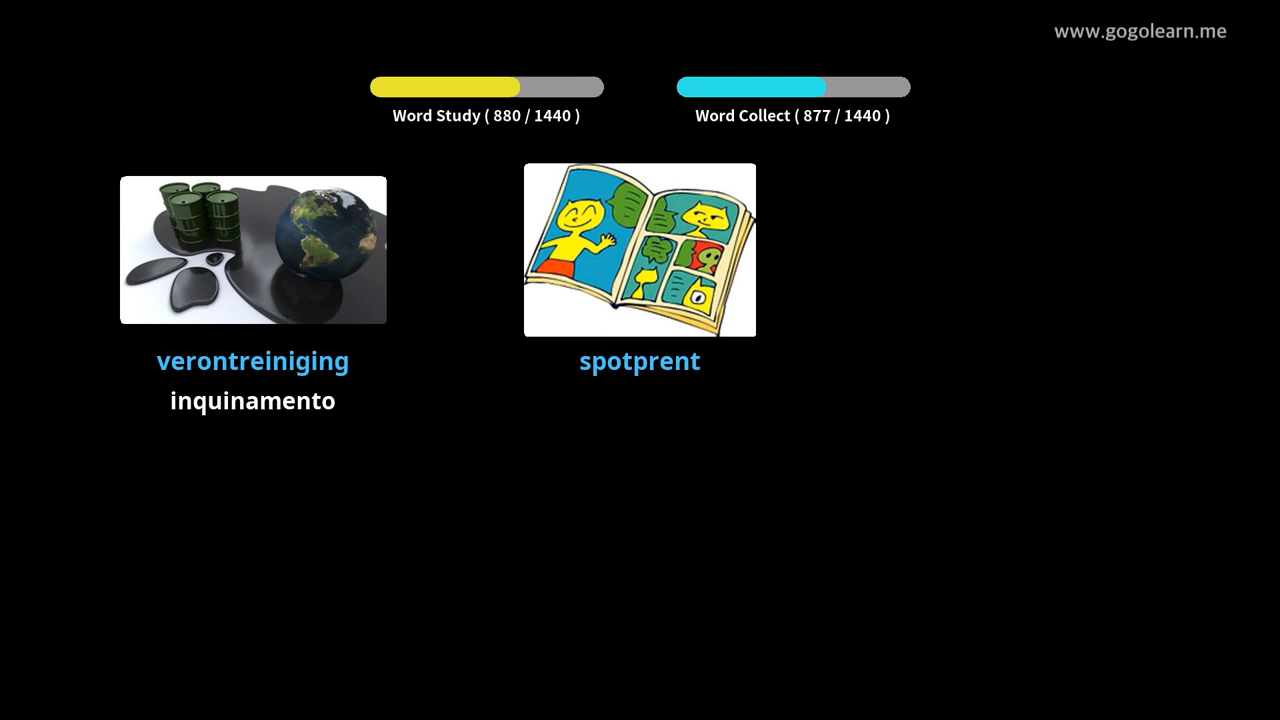 www.gogolearn.me
Word Study ( 880 / 1440 )
Word Collect ( 877 / 1440 )
verontreiniging
inquinamento
spotprent